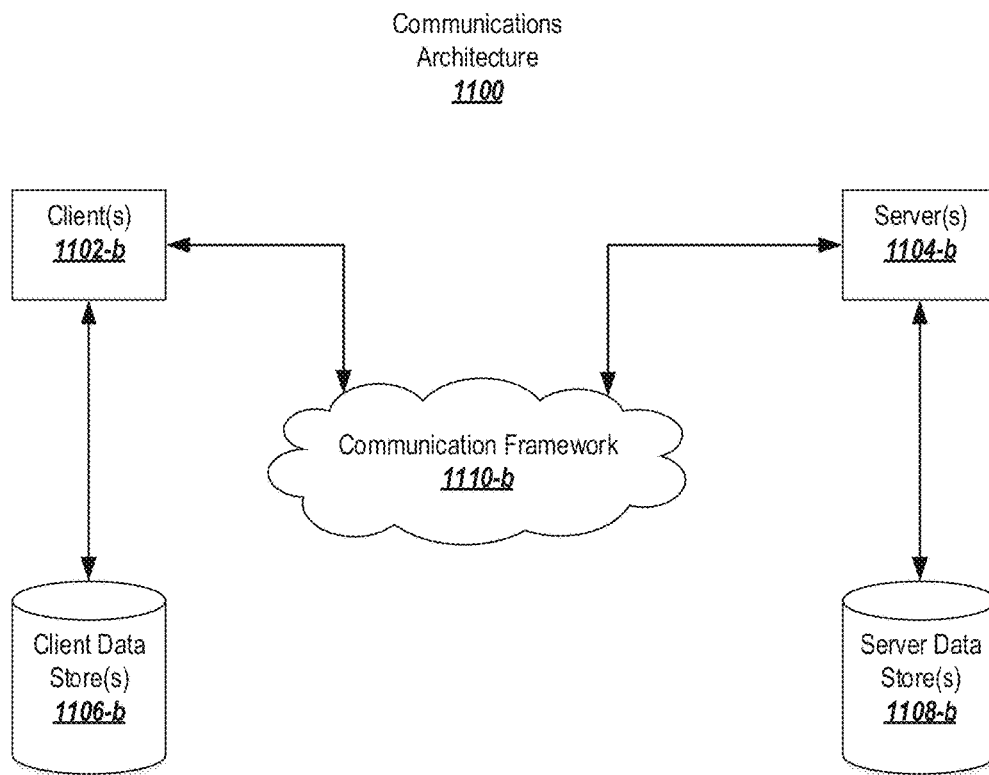 Communications
Architecture
1100
Client(s)
1102-b
Server(s)
1104-b
Communication Framework
1110-b
Client Data
Store(s)
1106-b
Server Data
Store(s)
1108-b